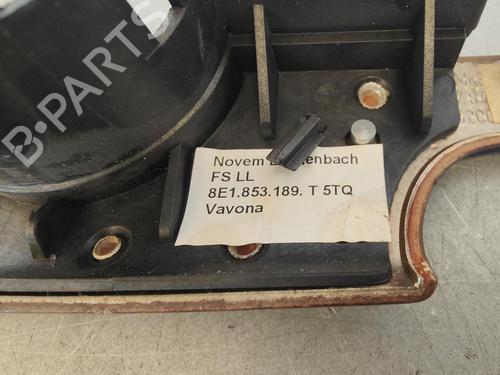 B-PARTS
Novem
FS LL
8E1.853.189. T 5TQ
Vavona